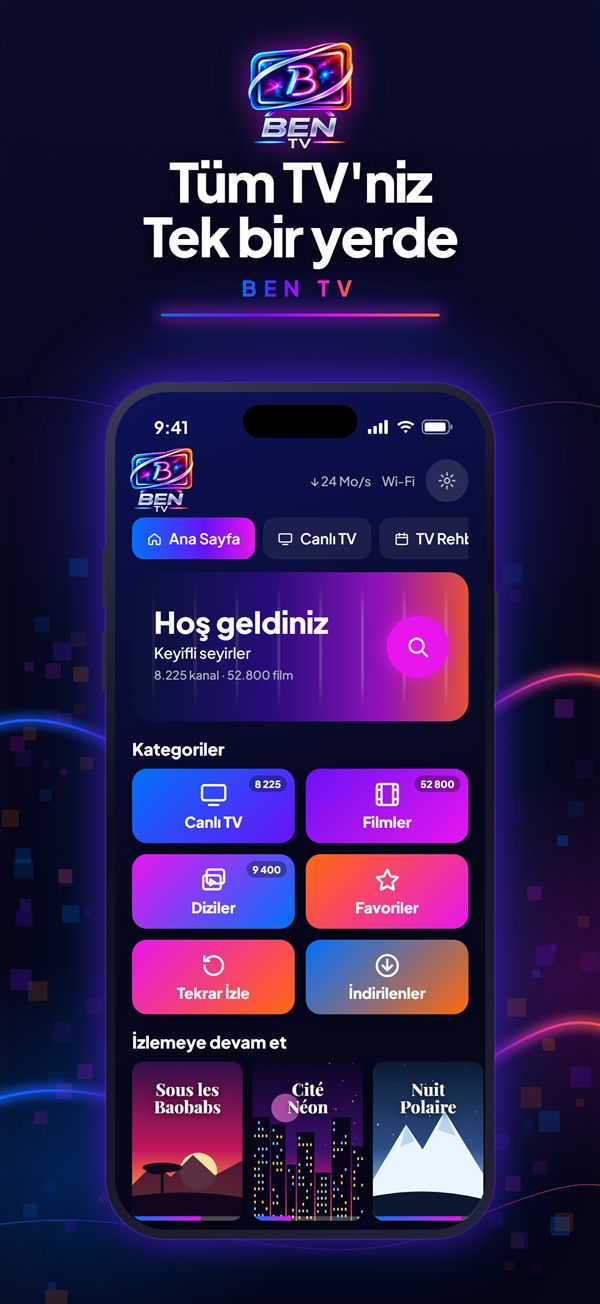 B
BEN
TV
Tüm TV'niz
Tek bir yerde
BEN TV
9:41
B
BEN
TV
↓24 Mo/s Wi-Fi
Ana Sayfa
Canlı TV
TV Rehb
Hoş geldiniz
Keyifli seyirler
8.225 kanal · 52.800 film
Kategoriler
8 225
Canlı TV
52 800
Filmler
9 400
Diziler
Favoriler
Tekrar İzle
İndirilenler
İzlemeye devam et
Sous les
Baobabs
Cité
Néon
Nuit
Polaire